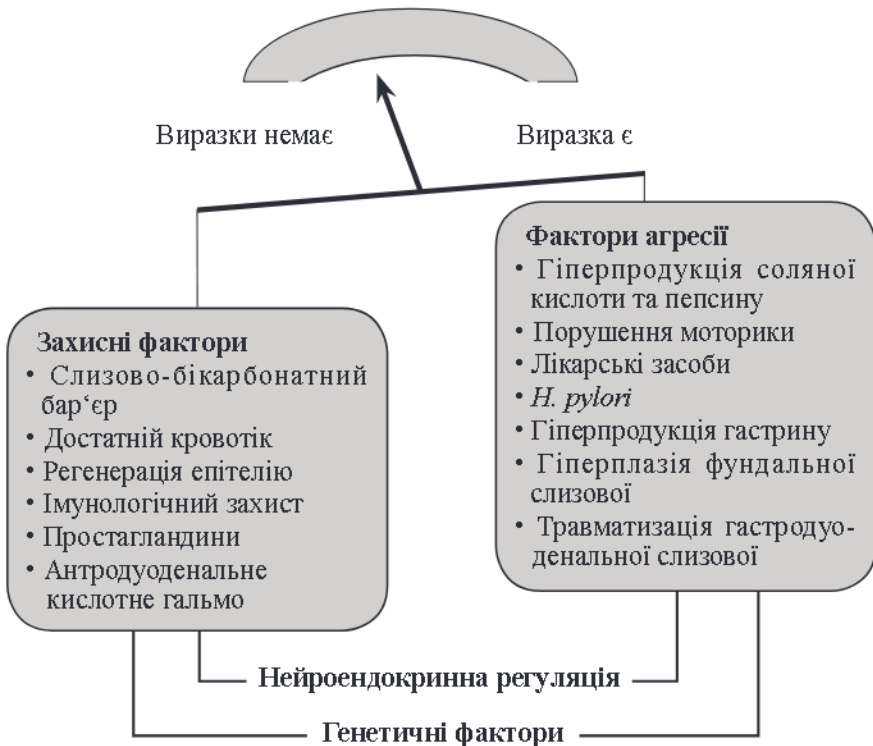 Виразки немає
Виразка є
Захисні фактори
• Слизово-бікарбонатний
бар‘єр
• Достатній кровотік
• Регенерація епітелію
• Імунологічний захист
• Простагландини
• Антродуоденальне
кислотне гальмо
Фактори агресії
• Гіперпродукція соляної
кислоти та пепсину
• Порушення моторики
• Лікарські засоби
• H. pylori
• Гіперпродукція гастрину
• Гіперплазія фундальної
слизової
• Травматизація гастродуо-
денальної слизової
Нейроендокринна регуляція
Генетичні фактори